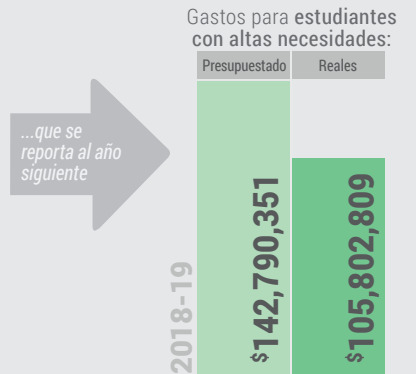 Gastos para estudiantes
con altas necesidades:
Presupuestado
Reales
...que se
reporta al año
siguiente
2018-19
$142,790,351
$105,802,809